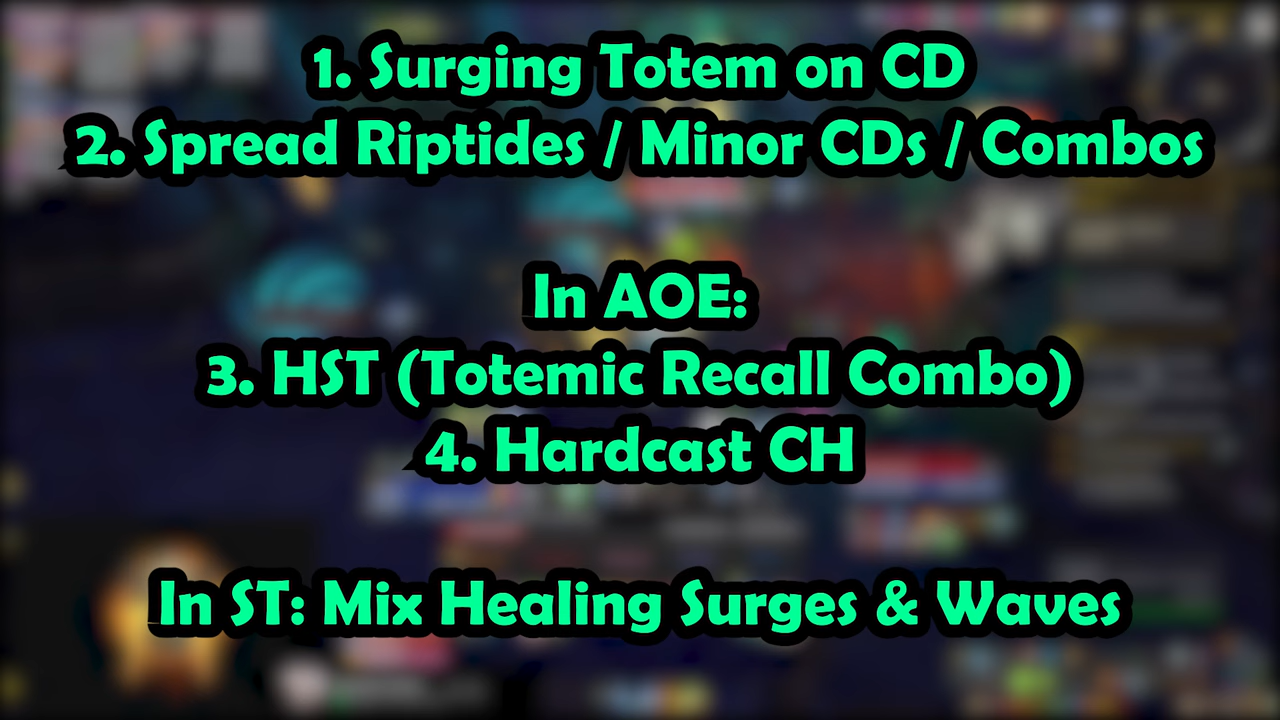 1. Surging Totem on CD
2. Spread Riptides / Minor CDs / Combos
In AOE:
3. HST (Totemic Recall Combo)
4. Hardcast CH
In ST: Mix Healing Surges & Waves